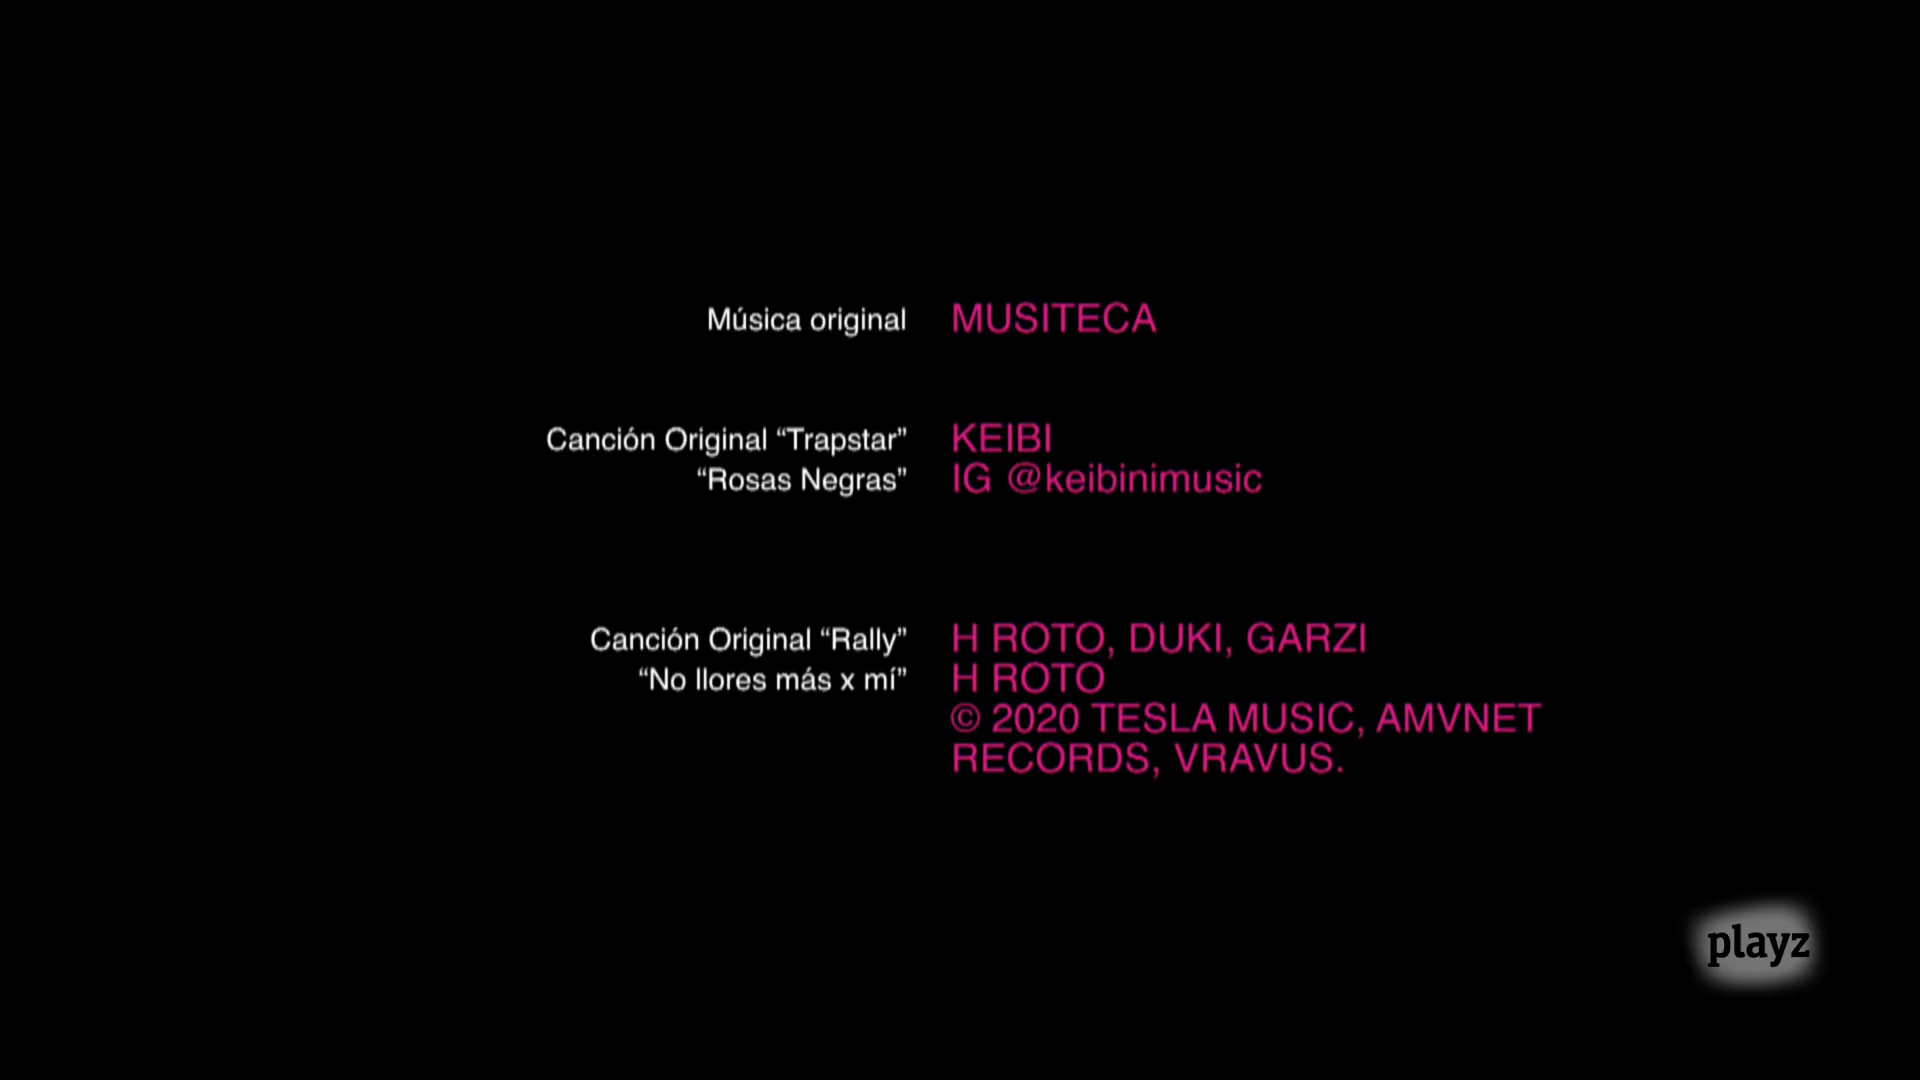 Música original MUSITECA
Canción Original “Trapstar” KEIBI
“Rosas Negras” IG @keibinimusic
Canción Original “Rally” H ROTO, DUKI, GARZI
“No llores más x mí” H ROTO
© 2020 TESLA MUSIC, AMVNET
RECORDS, VRAVUS.
playz